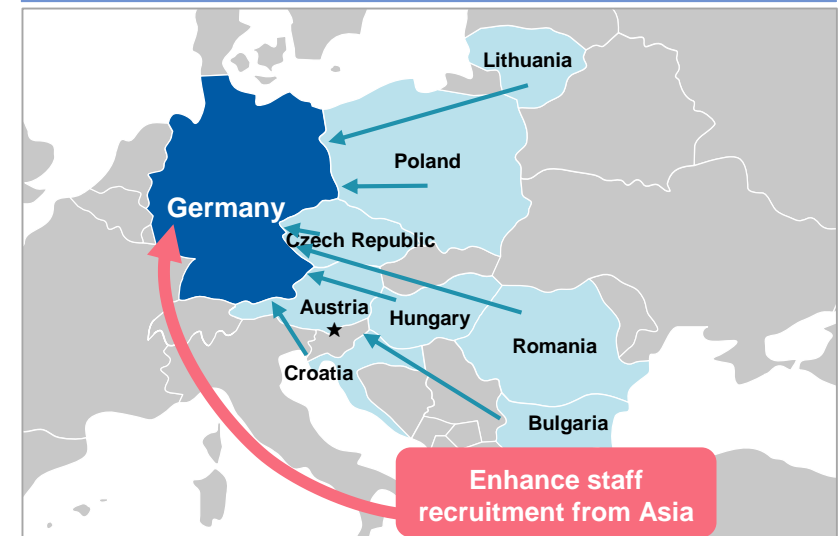 Lithuania
Poland
Germany
Czech Republic
Austria
Hungary
Romania
Croatia
Bulgaria
Enhance staff
recruitment from Asia